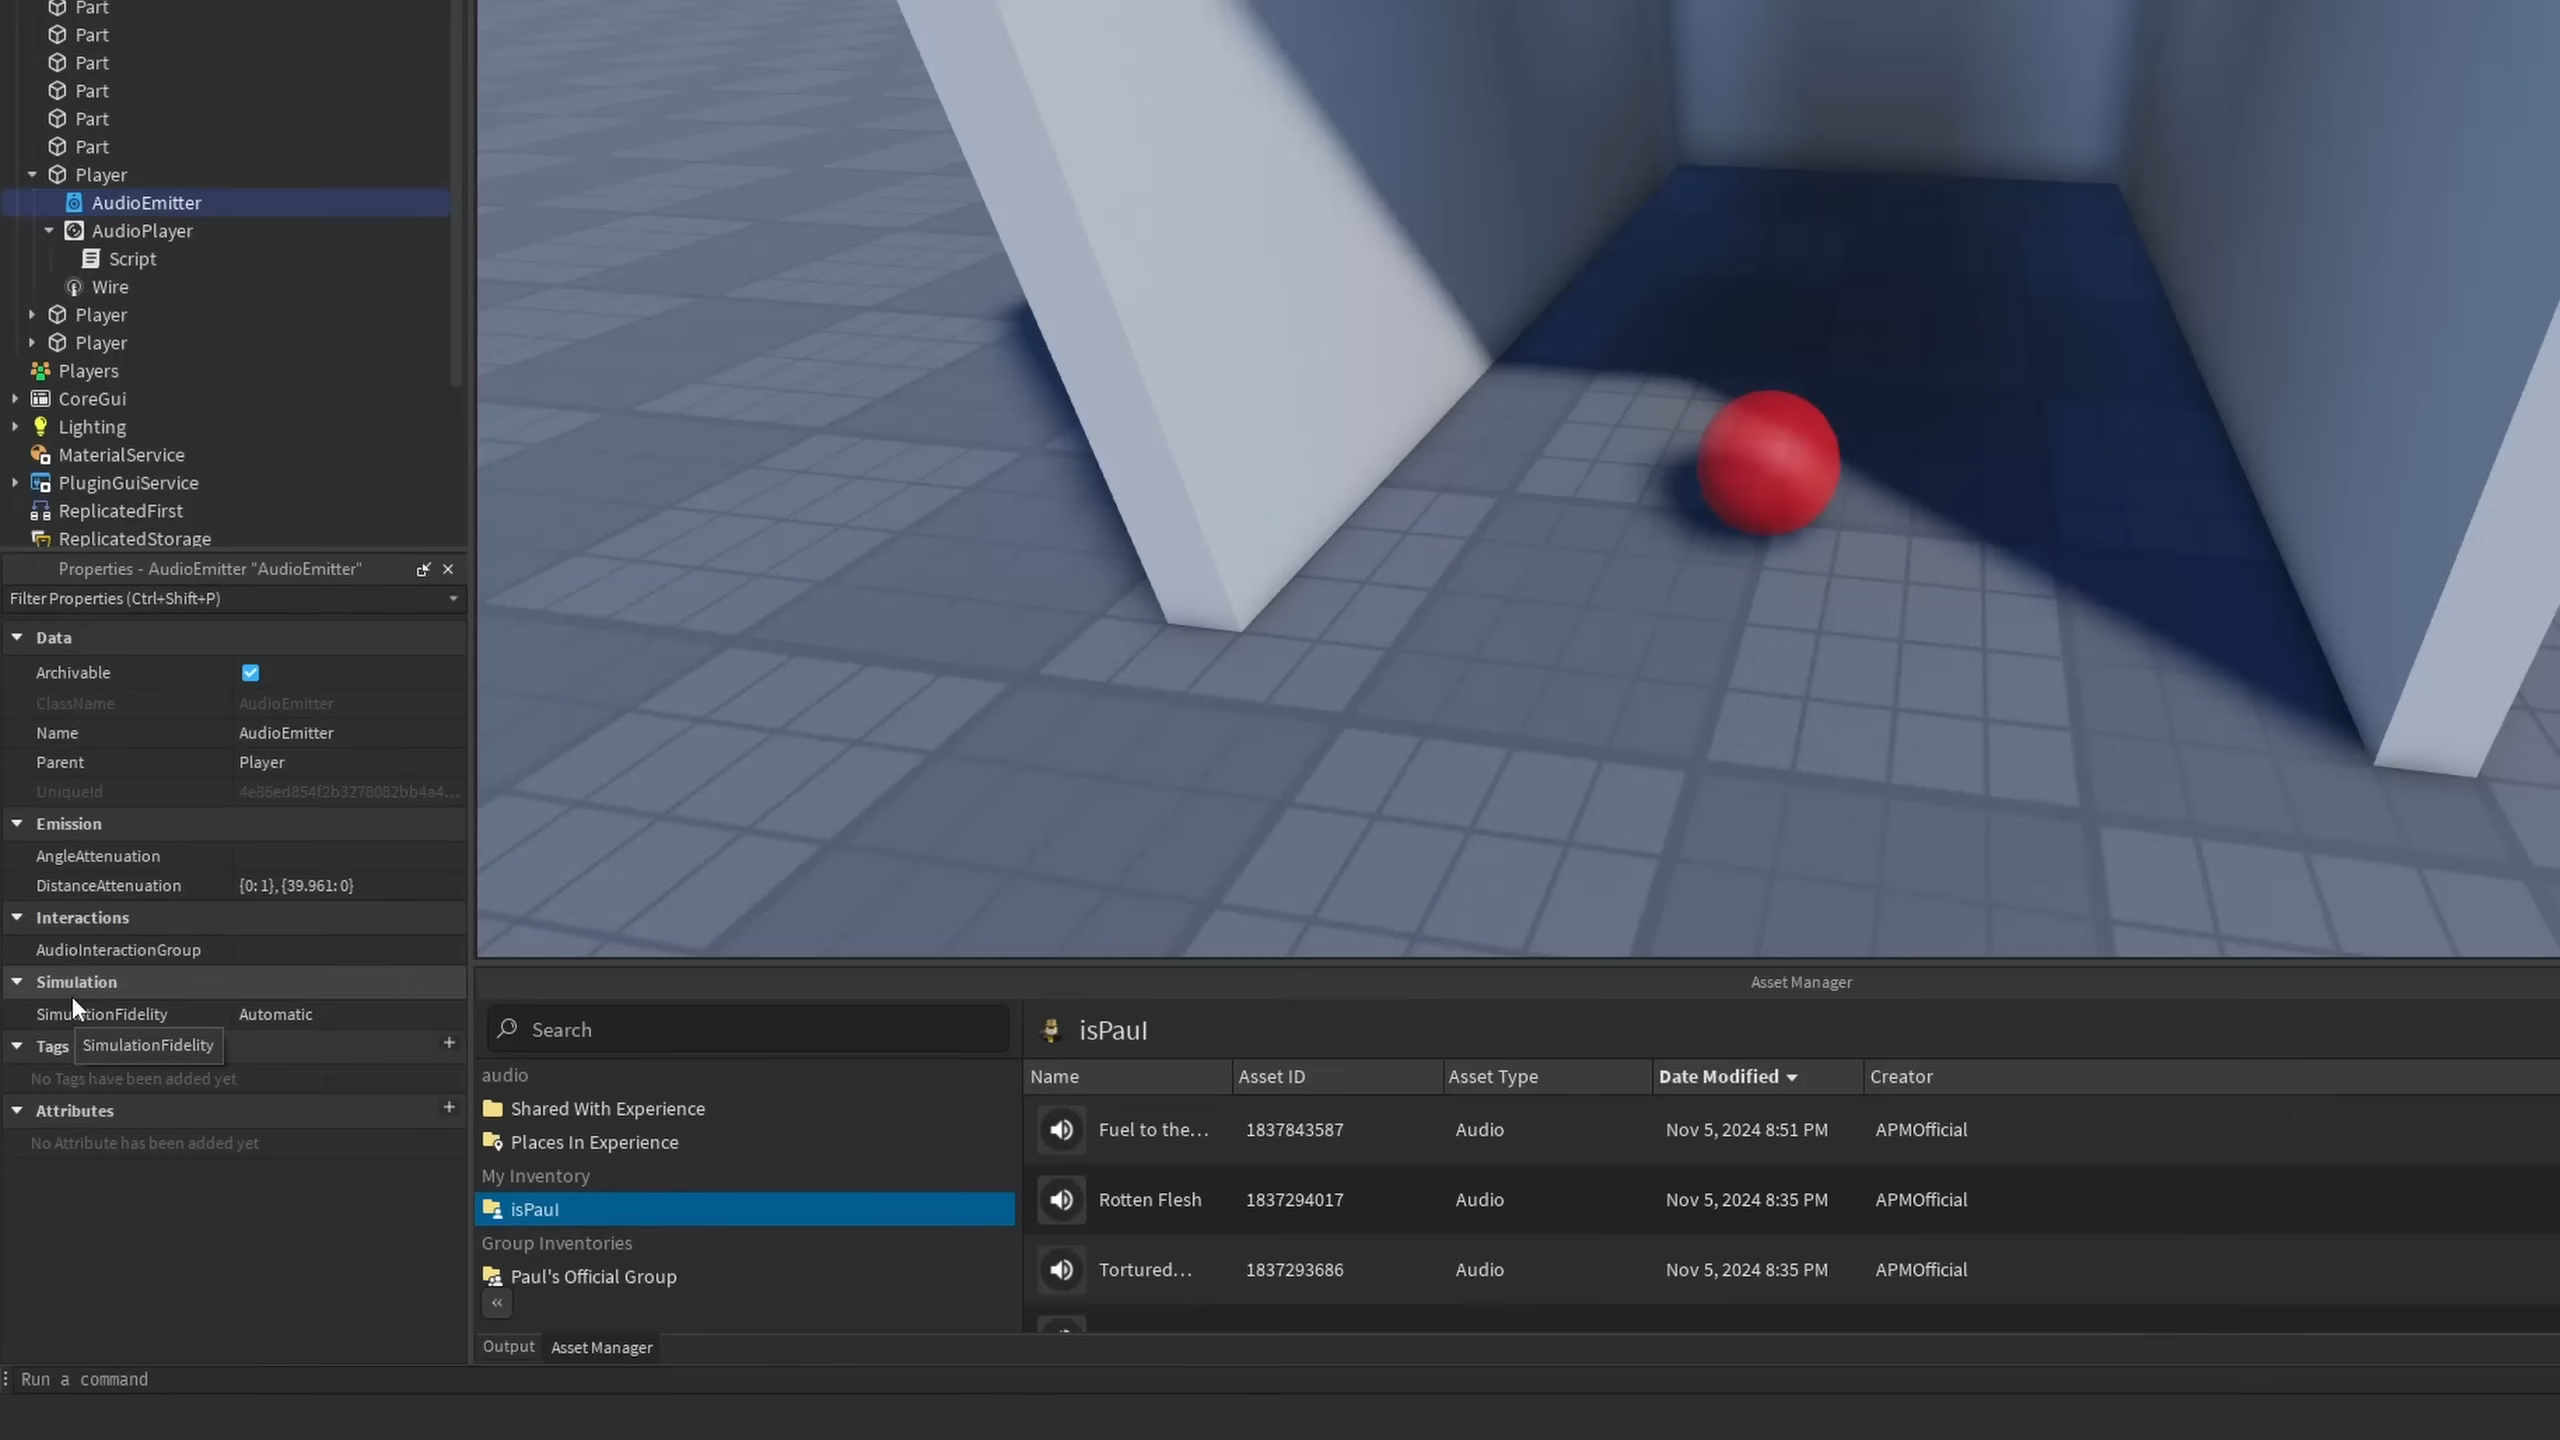 Part
Part
Part
Part
Part
Part
Player
AudioEmitter
AudioPlayer
Script
Wire
Player
Player
Players
CoreGui
Lighting
MaterialService
PluginGuiService
ReplicatedFirst
ReplicatedStorage
Properties - AudioEmitter "AudioEmitter"
Filter Properties (Ctrl+Shift+P)
Data
Archivable
ClassName AudioEmitter
Name AudioEmitter
Parent Player
UniqueId 4e86ed854f2b3278082bb4a4...
Emission
AngleAttenuation
DistanceAttenuation {0: 1}, {39.961: 0}
Interactions
AudioInteractionGroup
Simulation
SimulationFidelity Automatic
Tags +
SimulationFidelity
No Tags have been added yet
Attributes +
No Attribute has been added yet
Asset Manager
Search
audio
Shared With Experience
Places In Experience
My Inventory
isPaul
Group Inventories
Paul's Official Group
«
isPaul
Name Asset ID Asset Type Date Modified Creator
Fuel to the... 1837843587 Audio Nov 5, 2024 8:51 PM APMOfficial
Rotten Flesh 1837294017 Audio Nov 5, 2024 8:35 PM APMOfficial
Tortured... 1837293686 Audio Nov 5, 2024 8:35 PM APMOfficial
Output Asset Manager
Run a command